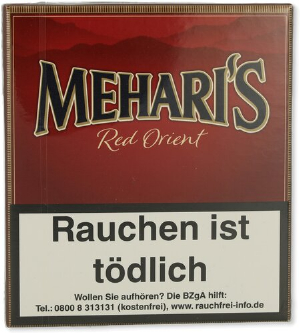 MEHARI'S
Red Orient
Rauchen ist
tödlich
Wollen Sie aufhören? Die BZgA hilft:
Tel.: 0800 8 313131 (kostenfrei), www.rauchfrei-info.de